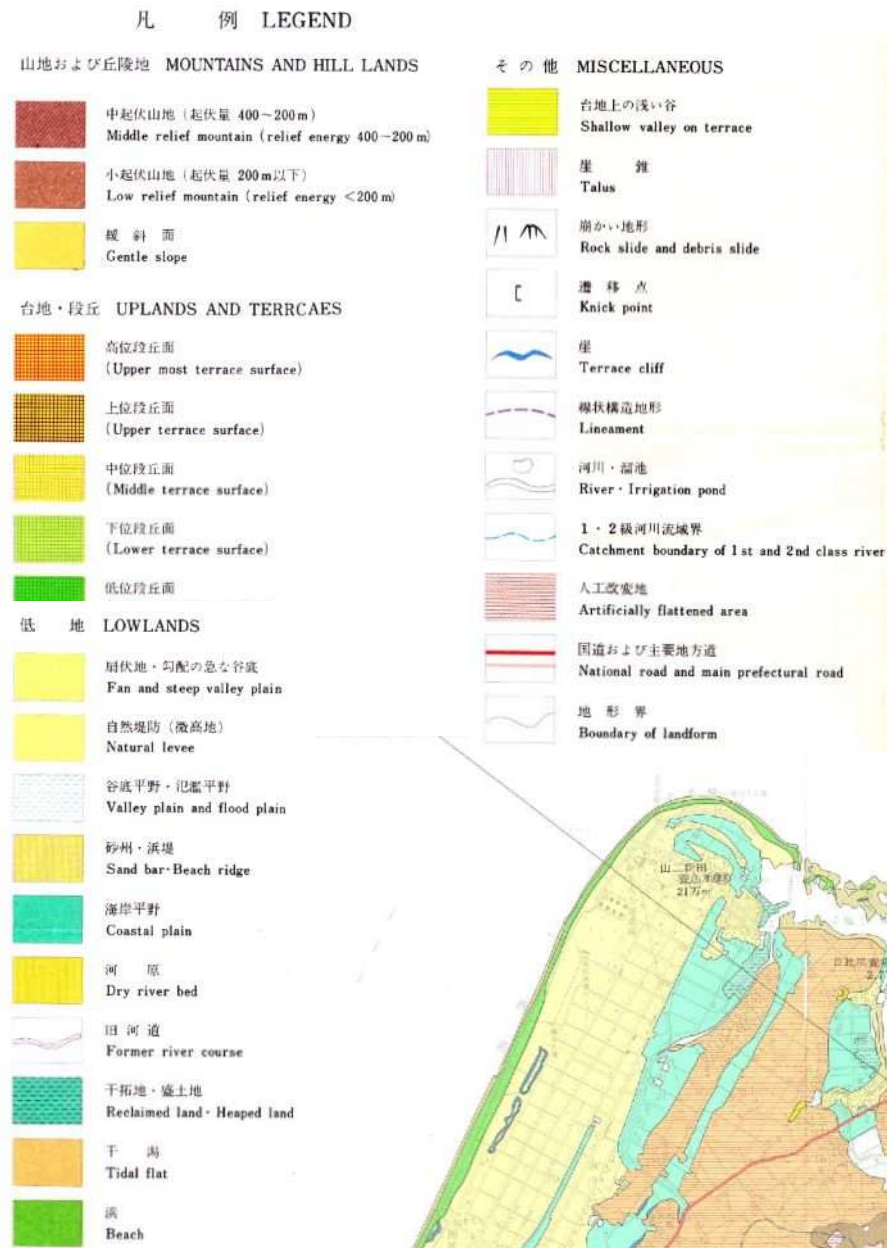 凡 例 LEGEND
山地および丘陵地 MOUNTAINS AND HILL LANDS
中起伏山地（起伏量 400～200m）
Middle relief mountain (relief energy 400～200 m)
小起伏山地（起伏量 200m以下）
Low relief mountain (relief energy <200 m)
緩斜面
Gentle slope
台地・段丘 UPLANDS AND TERRCAES
高位段丘面
(Upper most terrace surface)
上位段丘面
(Upper terrace surface)
中位段丘面
(Middle terrace surface)
下位段丘面
(Lower terrace surface)
低位段丘面
低 地 LOWLANDS
扇状地・勾配の急な谷底
Fan and steep valley plain
自然堤防（微高地）
Natural levee
谷底平野・氾濫平野
Valley plain and flood plain
砂州・浜堤
Sand bar・Beach ridge
海岸平野
Coastal plain
河 原
Dry river bed
旧河道
Former river course
干拓地・盛土地
Reclaimed land・Heaped land
干 潟
Tidal flat
浜
Beach
その他 MISCELLANEOUS
台地上の浅い谷
Shallow valley on terrace
崖 錐
Talus
崩かい地形
Rock slide and debris slide
遷移点
Knick point
崖
Terrace cliff
線状構造地形
Lineament
河川・溜池
River・Irrigation pond
1・2級河川流域界
Catchment boundary of 1st and 2nd class river
人工改変地
Artificially flattened area
国道および主要地方道
National road and main prefectural road
地形界
Boundary of landform
21万㎡